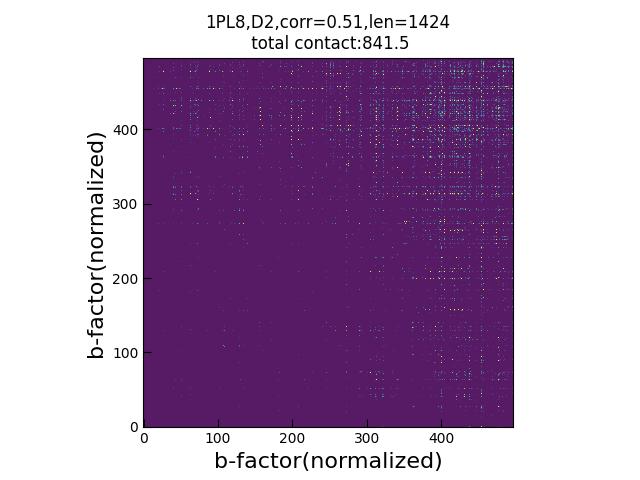 1PL8,D2,corr=0.51,len=1424
total contact:841.5
b-factor(normalized)
400
300
200
100
0
0 100 200 300 400
b-factor(normalized)